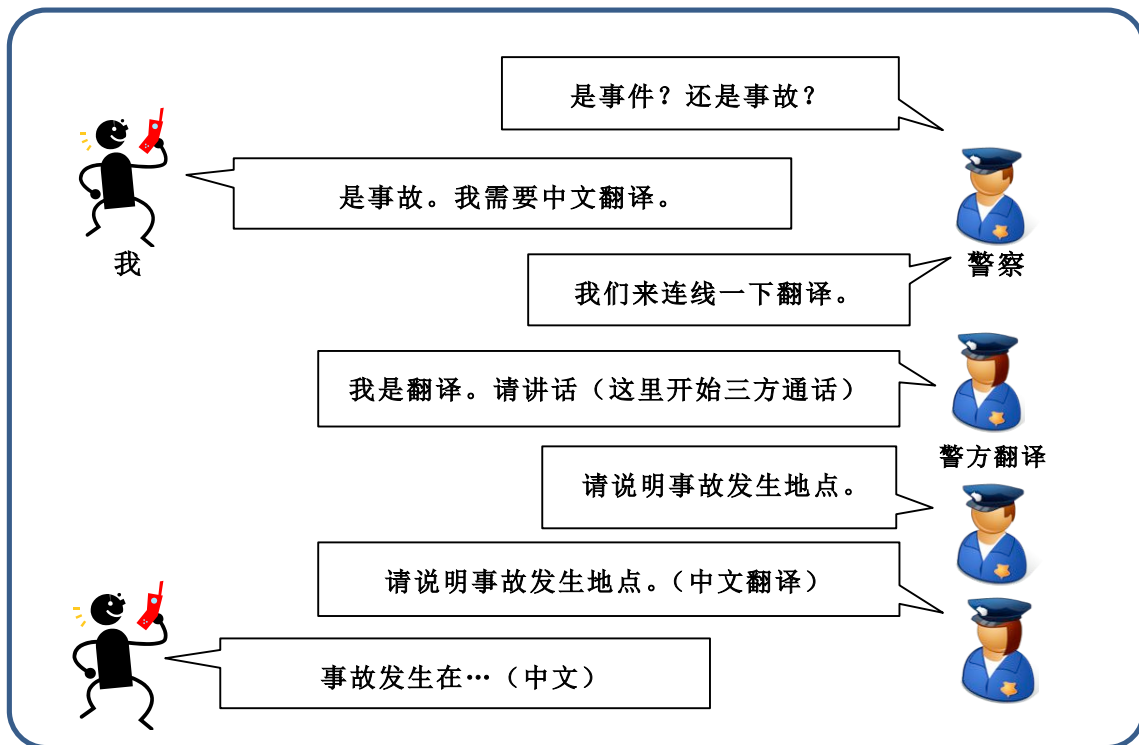 是事件？还是事故？
是事故。我需要中文翻译。
我
警察
我们来连线一下翻译。
我是翻译。请讲话（这里开始三方通话）
警方翻译
请说明事故发生地点。
请说明事故发生地点。（中文翻译）
事故发生在…（中文）